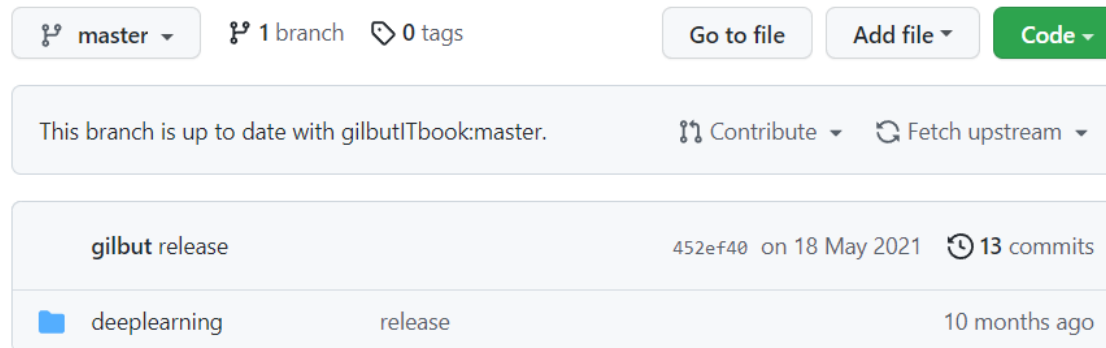 master 1 branch 0 tags Go to file Add file Code
This branch is up to date with gilbutITbook:master. Contribute Fetch upstream
gilbut release 452ef40 on 18 May 2021 13 commits
deeplearning release 10 months ago